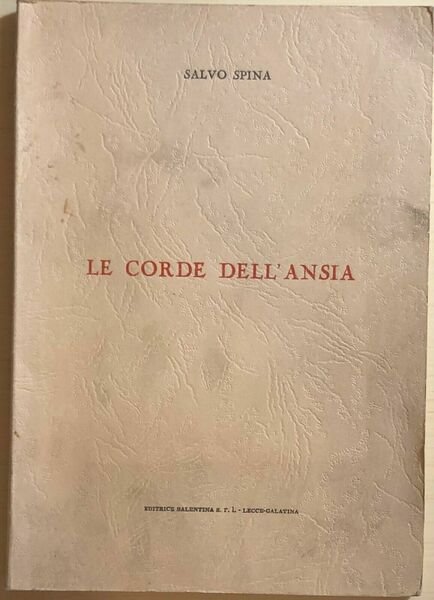 SALVO SPINA
LE CORDE DELL'ANSIA
EDITRICE SALENTINA s. r. l. - LECCE-GALATINA